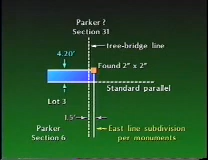 Parker ?
Section 31
tree-bridge line
4.20'
Found 2" x 2"
Standard parallel
Lot 3
1.5'
Parker
Section 6
East line subdivision
per monuments